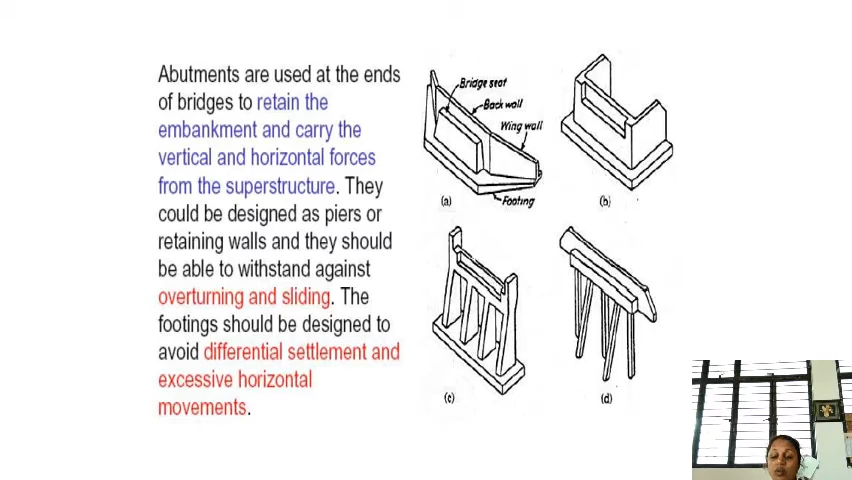 Abutments are used at the ends
of bridges to retain the
embankment and carry the
vertical and horizontal forces
from the superstructure. They
could be designed as piers or
retaining walls and they should
be able to withstand against
overturning and sliding. The
footings should be designed to
avoid differential settlement and
excessive horizontal
movements.
Bridge seat
Back wall
Wing wall
Footing
(a)
(b)
(c)
(d)